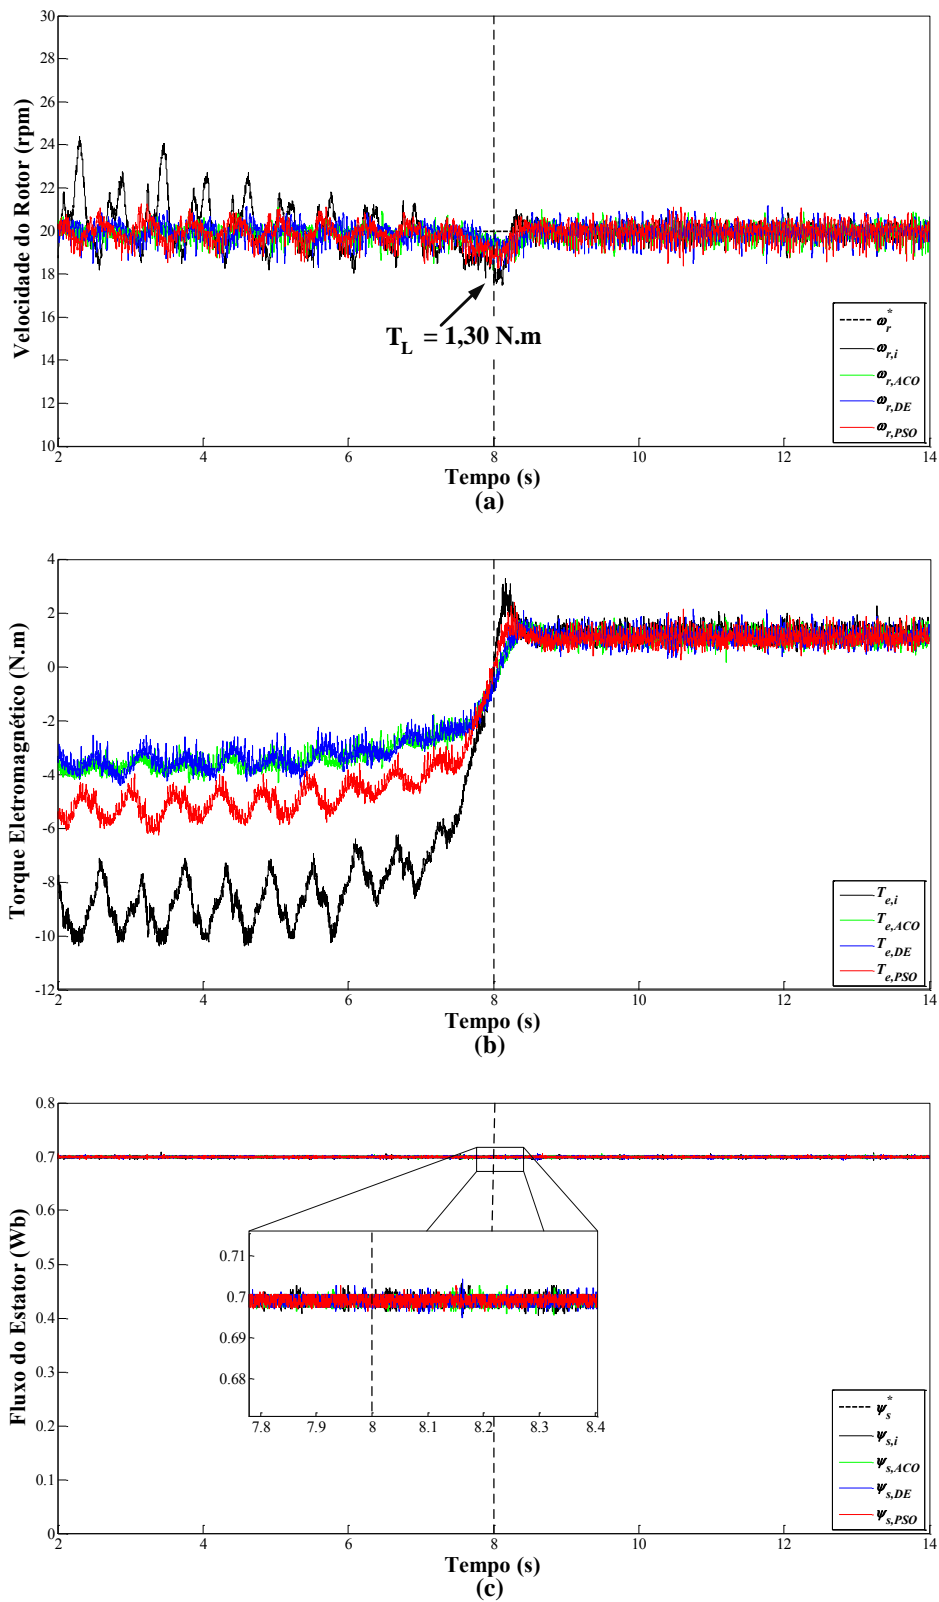 30
28
26
24
22
20
18
16
14
12
10
Velocidade do Rotor (rpm)
T_L = 1,30 N.m
ω_r^*
ω_r,i
ω_r,ACO
ω_r,DE
ω_r,PSO
2 4 6 8 10 12 14
Tempo (s)
(a)
4
2
0
-2
-4
-6
-8
-10
-12
Torque Eletromagnético (N.m)
T_e,i
T_e,ACO
T_e,DE
T_e,PSO
2 4 6 8 10 12 14
Tempo (s)
(b)
0.8
0.7
0.6
0.5
0.4
0.3
0.2
0.1
0
Fluxo do Estator (Wb)
0.71
0.7
0.69
0.68
7.8 7.9 8 8.1 8.2 8.3 8.4
ψ_s^*
ψ_s,i
ψ_s,ACO
ψ_s,DE
ψ_s,PSO
2 4 6 8 10 12 14
Tempo (s)
(c)